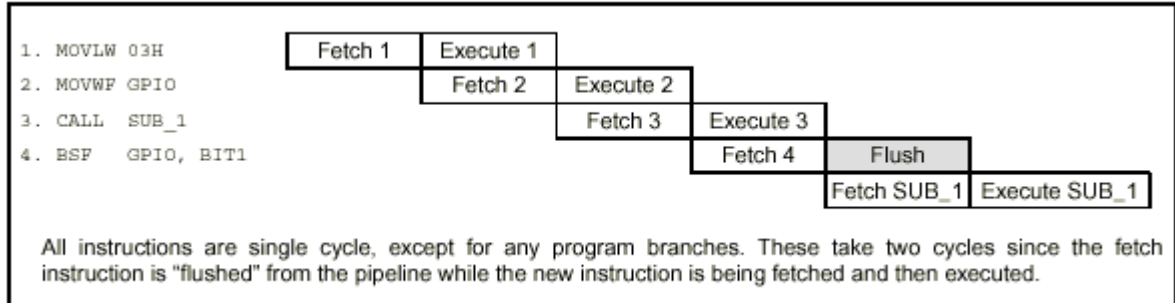 1. MOVLW 03H Fetch 1 Execute 1
2. MOVWF GPIO Fetch 2 Execute 2
3. CALL SUB_1 Fetch 3 Execute 3
4. BSF GPIO, BIT1 Fetch 4 Flush
Fetch SUB_1 Execute SUB_1
All instructions are single cycle, except for any program branches. These take two cycles since the fetch
instruction is “flushed” from the pipeline while the new instruction is being fetched and then executed.